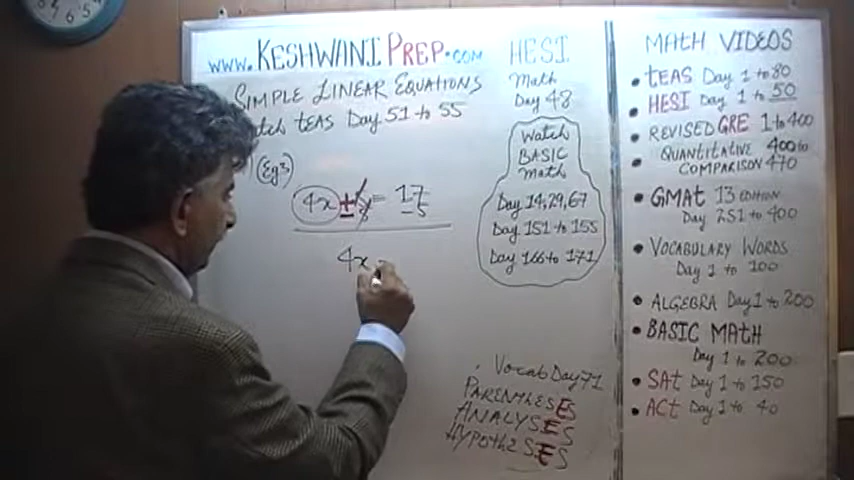 WWW.KESHWANIPREP.COM
SIMPLE LINEAR EQUATIONS
Watch TEAS Day 51 to 55
(Eg3)
4x + 5 = 17
- 5
4x
HESI
Math
Day 48
Watch
BASIC
Math
Day 14,29,67
Day 151 to 155
Day 166 to 171
Vocab Day 71
PARENTHESES
ANALYSES
HYPOTHESES
MATH VIDEOS
• TEAS Day 1 to 80
• HESI Day 1 to 50
• REVISED GRE 1 to 400
• QUANTITATIVE 400 to
COMPARISON 470
• GMAT 13 EDITION
Day 251 to 400
• VOCABULARY WORDS
Day 1 to 100
• ALGEBRA Day 1 to 200
• BASIC MATH
Day 1 to 200
• SAT Day 1 to 150
• ACT Day 1 to 40